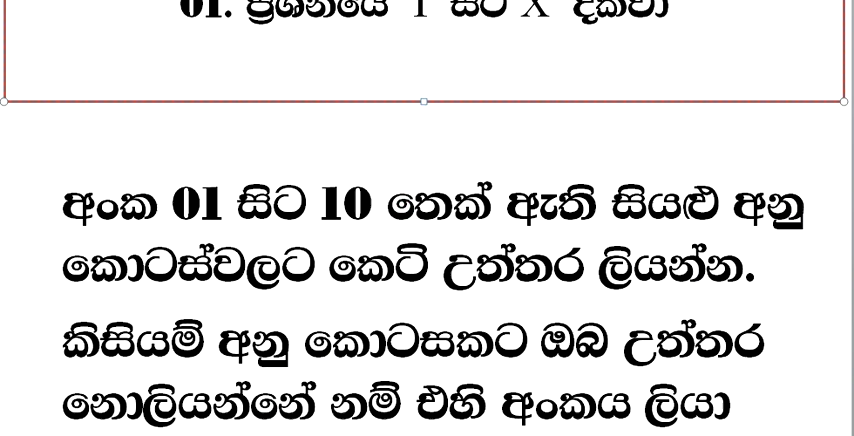 01. ප්‍රශ්නයේ I සිට X දක්වා
අංක 01 සිට 10 තෙක් ඇති සියළු අනු
කොටස්වලට කෙටි උත්තර ලියන්න.
කිසියම් අනු කොටසකට ඔබ උත්තර
නොලියන්නේ නම් එහි අංකය ලියා